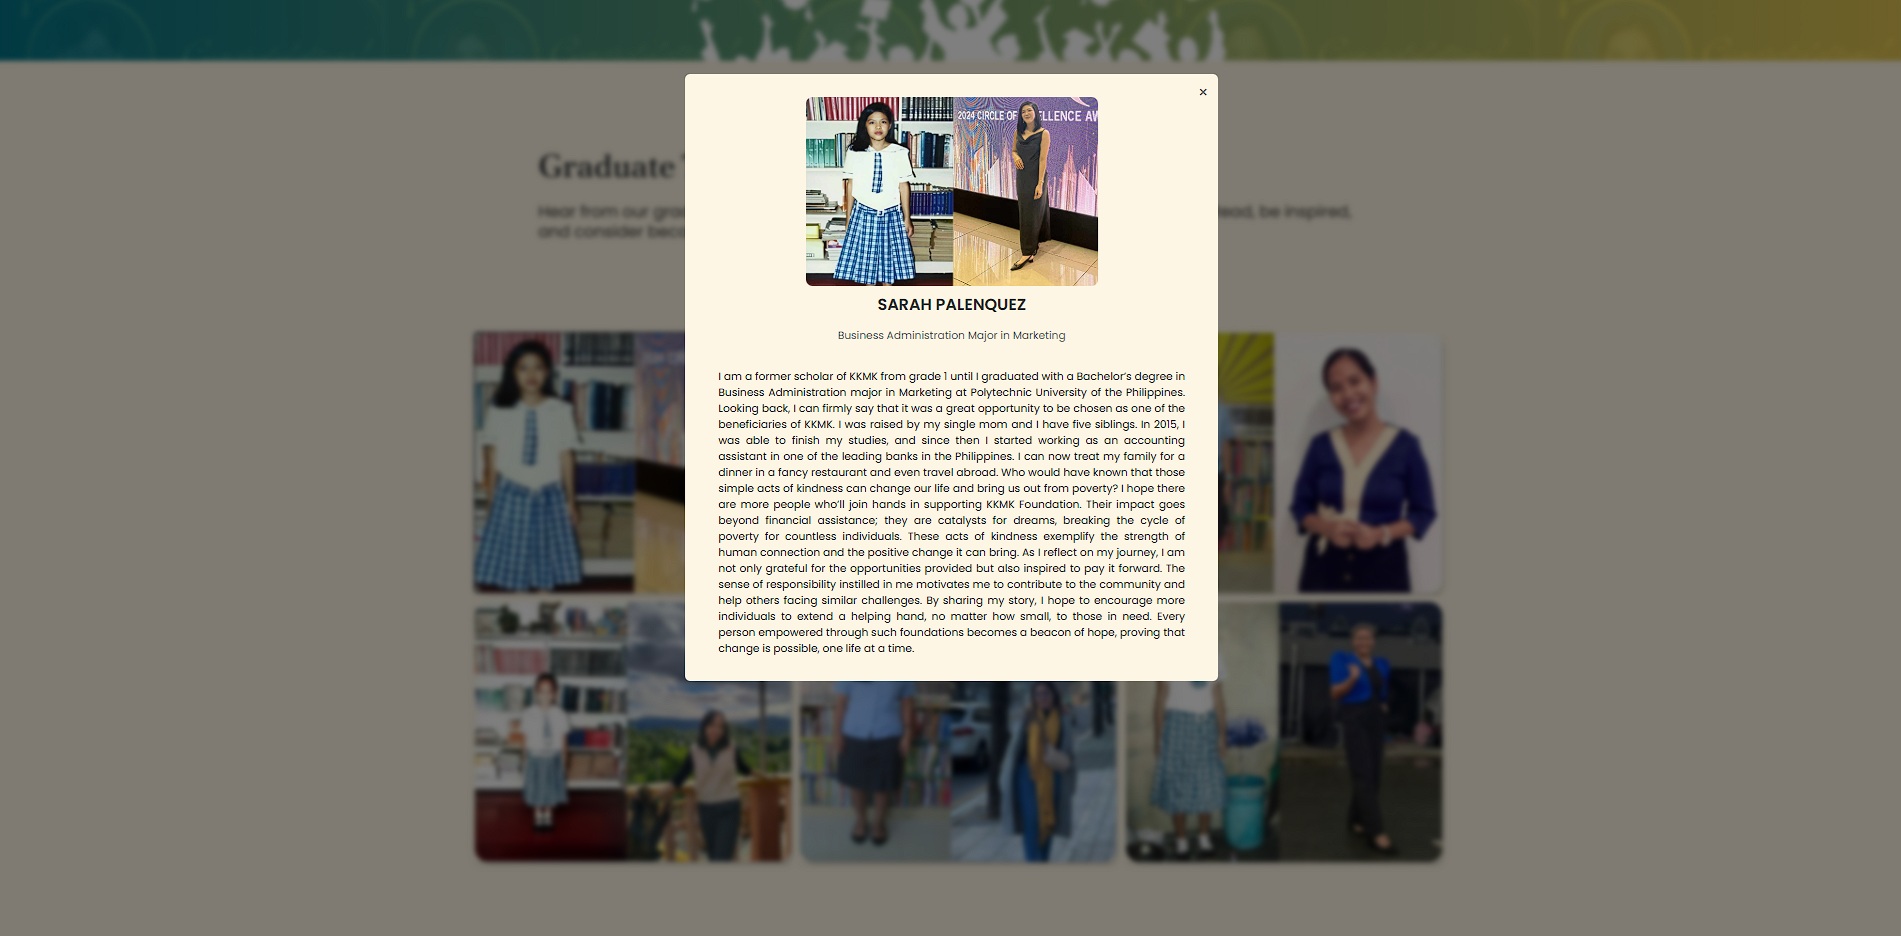 Graduate
Hear from our grad
ead, be inspired,
and consider beco
×
2024 CIRCLE OF
ELLENCE AW
SARAH PALENQUEZ
Business Administration Major in Marketing
I am a former scholar of KKMK from grade 1 until I graduated with a Bachelor's degree in
Business Administration major in Marketing at Polytechnic University of the Philippines.
Looking back, I can firmly say that it was a great opportunity to be chosen as one of the
beneficiaries of KKMK. I was raised by my single mom and I have five siblings. In 2015, I
was able to finish my studies, and since then I started working as an accounting
assistant in one of the leading banks in the Philippines. I can now treat my family for a
dinner in a fancy restaurant and even travel abroad. Who would have known that those
simple acts of kindness can change our life and bring us out from poverty? I hope there
are more people who'll join hands in supporting KKMK Foundation. Their impact goes
beyond financial assistance; they are catalysts for dreams, breaking the cycle of
poverty for countless individuals. These acts of kindness exemplify the strength of
human connection and the positive change it can bring. As I reflect on my journey, I am
not only grateful for the opportunities provided but also inspired to pay it forward. The
sense of responsibility instilled in me motivates me to contribute to the community and
help others facing similar challenges. By sharing my story, I hope to encourage more
individuals to extend a helping hand, no matter how small, to those in need. Every
person empowered through such foundations becomes a beacon of hope, proving that
change is possible, one life at a time.